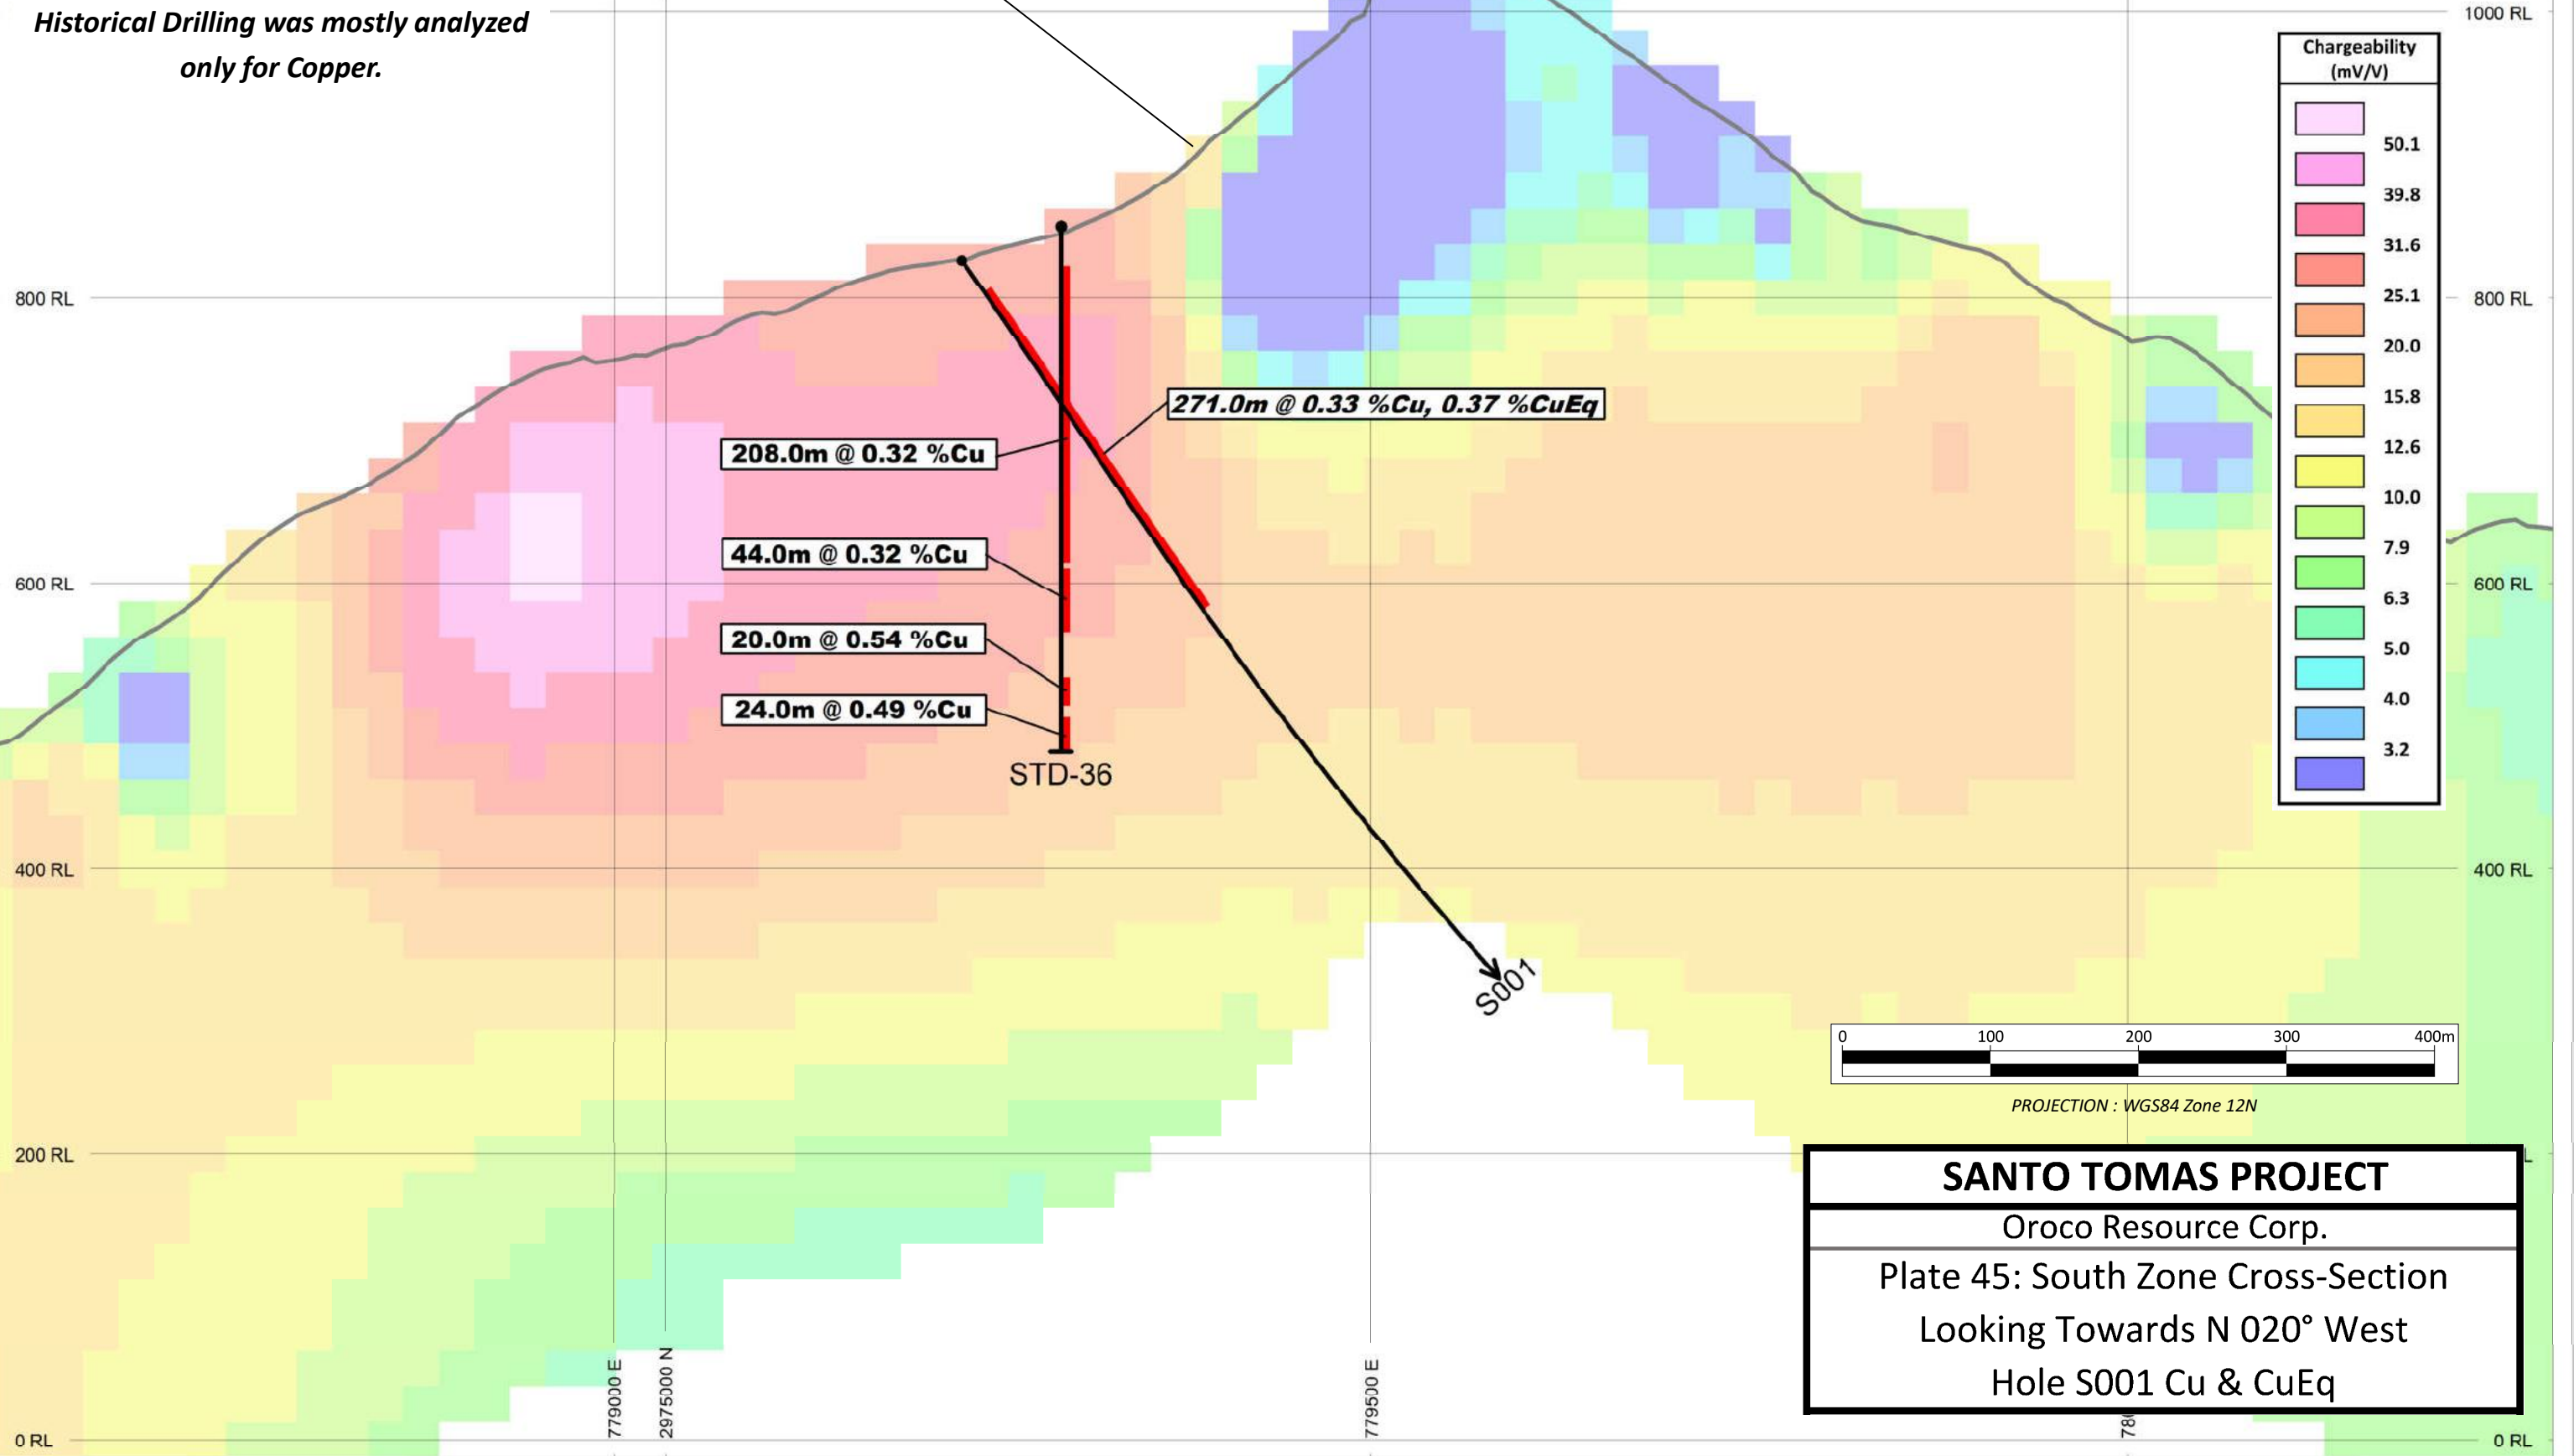 Historical Drilling was mostly analyzed
only for Copper.
1000 RL
Chargeability
(mV/V)
50.1
39.8
31.6
25.1
20.0
15.8
12.6
10.0
7.9
6.3
5.0
4.0
3.2
800 RL
800 RL
271.0m @ 0.33 %Cu, 0.37 %CuEq
208.0m @ 0.32 %Cu
44.0m @ 0.32 %Cu
600 RL
600 RL
20.0m @ 0.54 %Cu
24.0m @ 0.49 %Cu
STD-36
400 RL
400 RL
S001
0 100 200 300 400m
PROJECTION : WGS84 Zone 12N
200 RL
SANTO TOMAS PROJECT
Oroco Resource Corp.
Plate 45: South Zone Cross-Section
Looking Towards N 020° West
Hole S001 Cu & CuEq
779000 E
2975000 N
779500 E
0 RL
0 RL